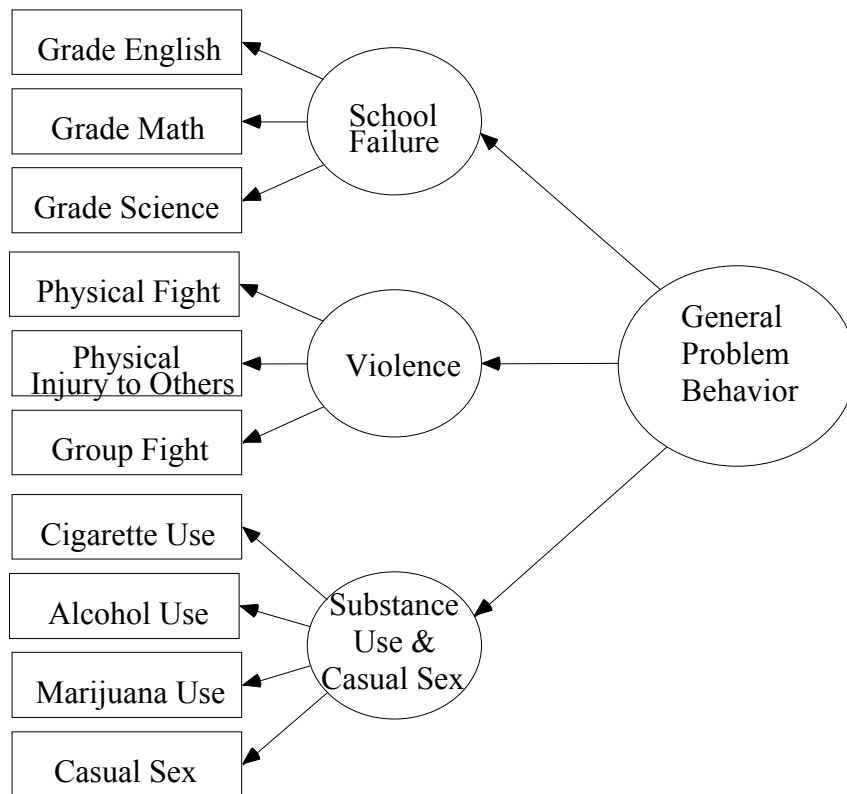 Grade English
Grade Math
Grade Science
School
Failure
Physical Fight
Physical
Injury to Others
Group Fight
Violence
General
Problem
Behavior
Cigarette Use
Alcohol Use
Marijuana Use
Casual Sex
Substance
Use &
Casual Sex